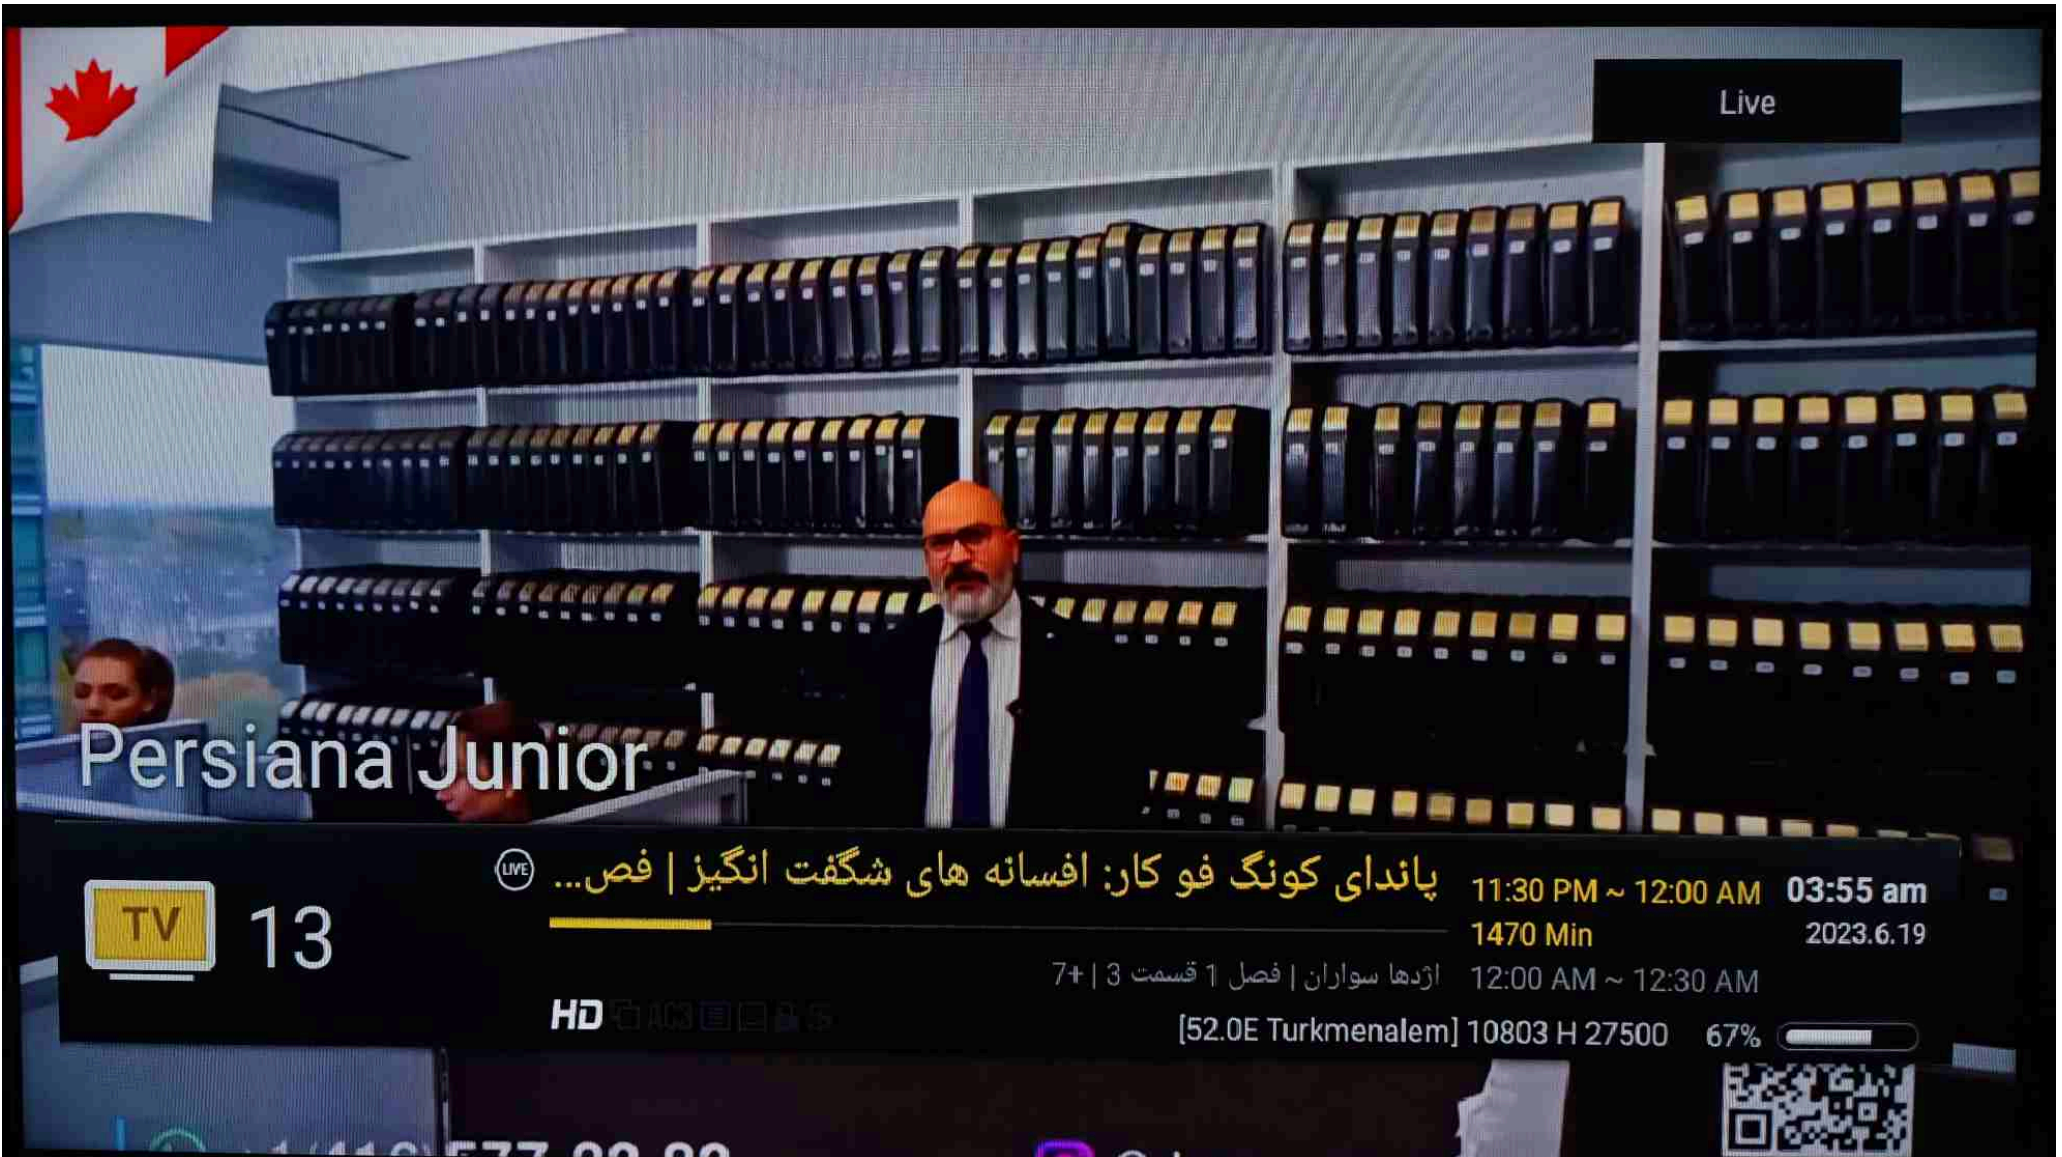 Live
Persiana Junior
TV 13
LIVE پاندای کونگ فو کار: افسانه های شگفت انگیز | فص...
11:30 PM ~ 12:00 AM 03:55 am
1470 Min 2023.6.19
اژدها سواران | فصل 1 قسمت 3 | +7
12:00 AM ~ 12:30 AM
HD AC3
[52.0E Turkmenalem] 10803 H 27500 67%